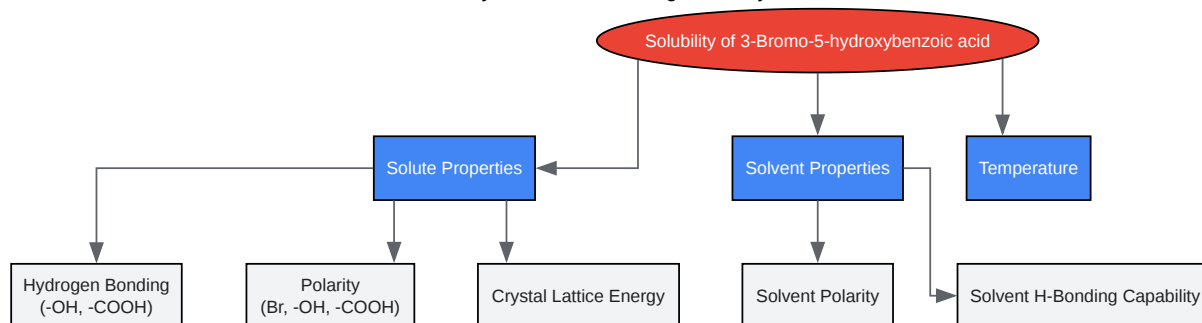 Solubility of 3-Bromo-5-hydroxybenzoic acid
Solute Properties
Solvent Properties
Temperature
Hydrogen Bonding
(-OH, -COOH)
Polarity
(Br, -OH, -COOH)
Crystal Lattice Energy
Solvent Polarity
Solvent H-Bonding Capability